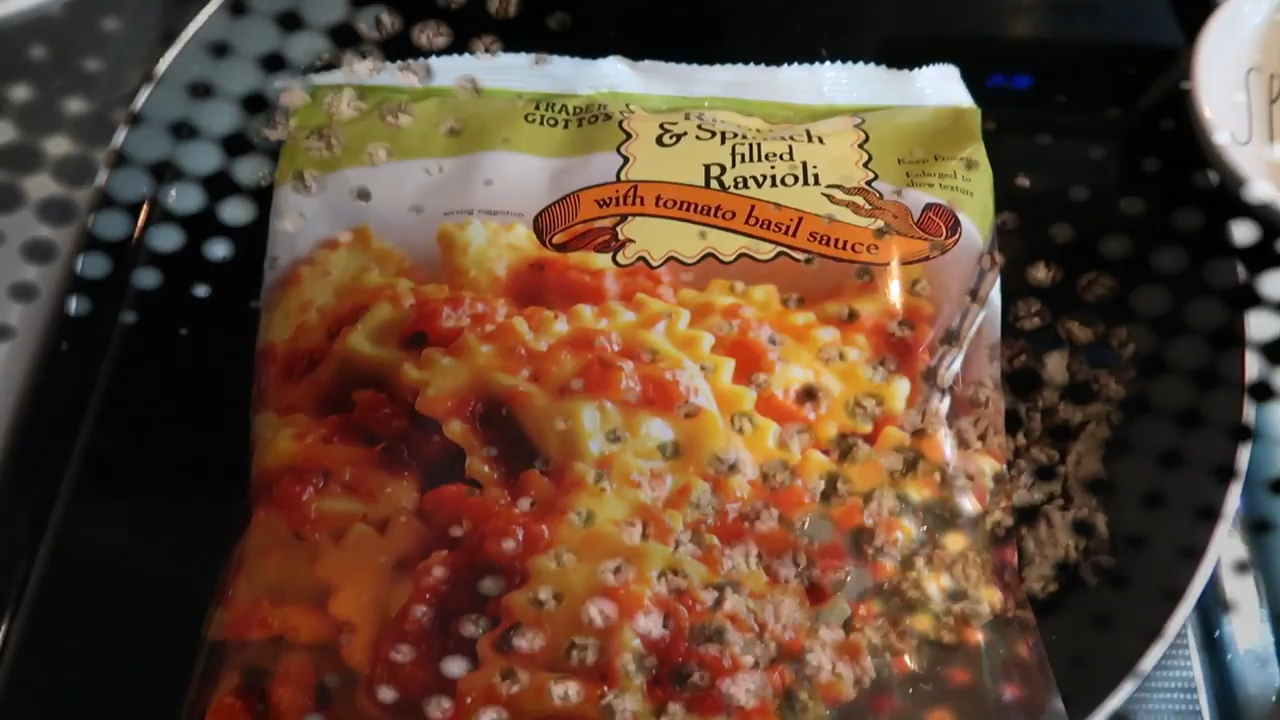 TRADER
GIOTTO'S
& Spinach
filled
Ravioli
with tomato basil sauce
Keep Frozen
Enlarged to
show texture